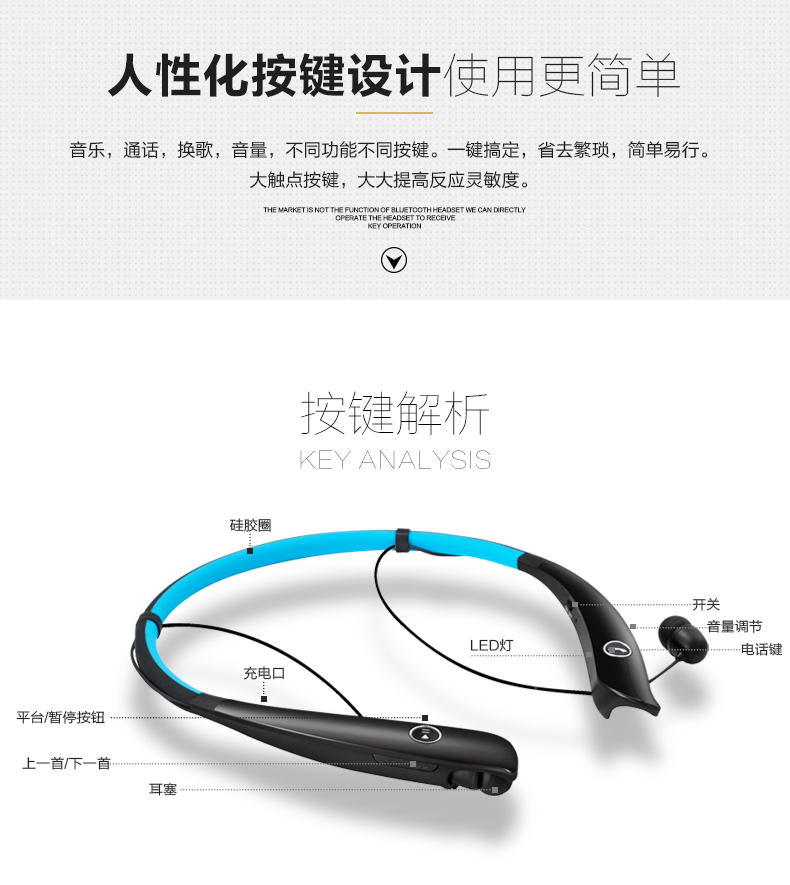 人性化按键设计使用更简单
音乐，通话，换歌，音量，不同功能不同按键。一键搞定，省去繁琐，简单易行。
大触点按键，大大提高反应灵敏度。
THE MARKET IS NOT THE FUNCTION OF BLUETOOTH HEADSET WE CAN DIRECTLY
OPERATE THE HEADSET TO RECEIVE
KEY OPERATION
按键解析
KEY ANALYSIS
硅胶圈
开关
音量调节
LED灯
电话键
充电口
平台/暂停按钮
上一首/下一首
耳塞